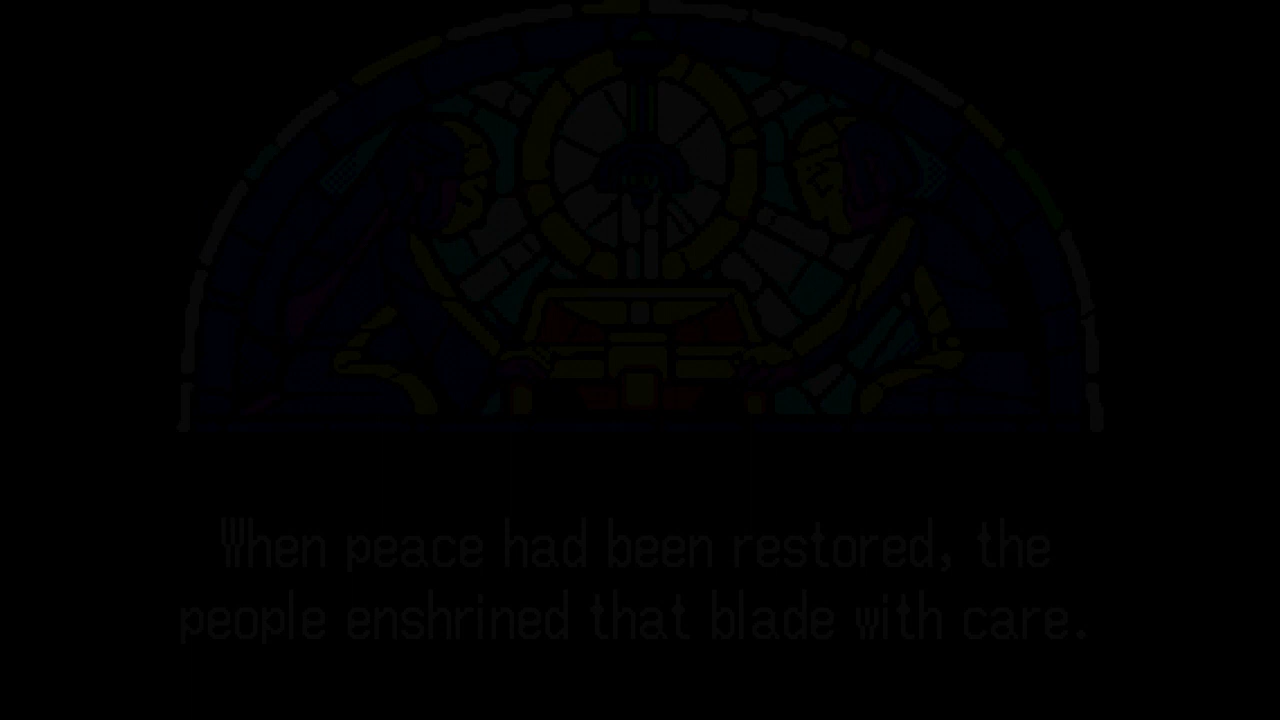 When peace had been restored, the
people enshrined that blade with care.